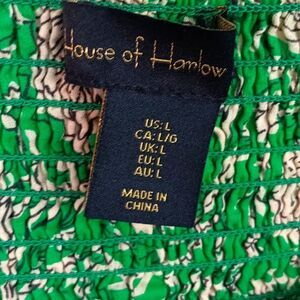 House of Harlow
US: L
CA: L/G
UK: L
EU: L
AU: L
MADE IN
CHINA